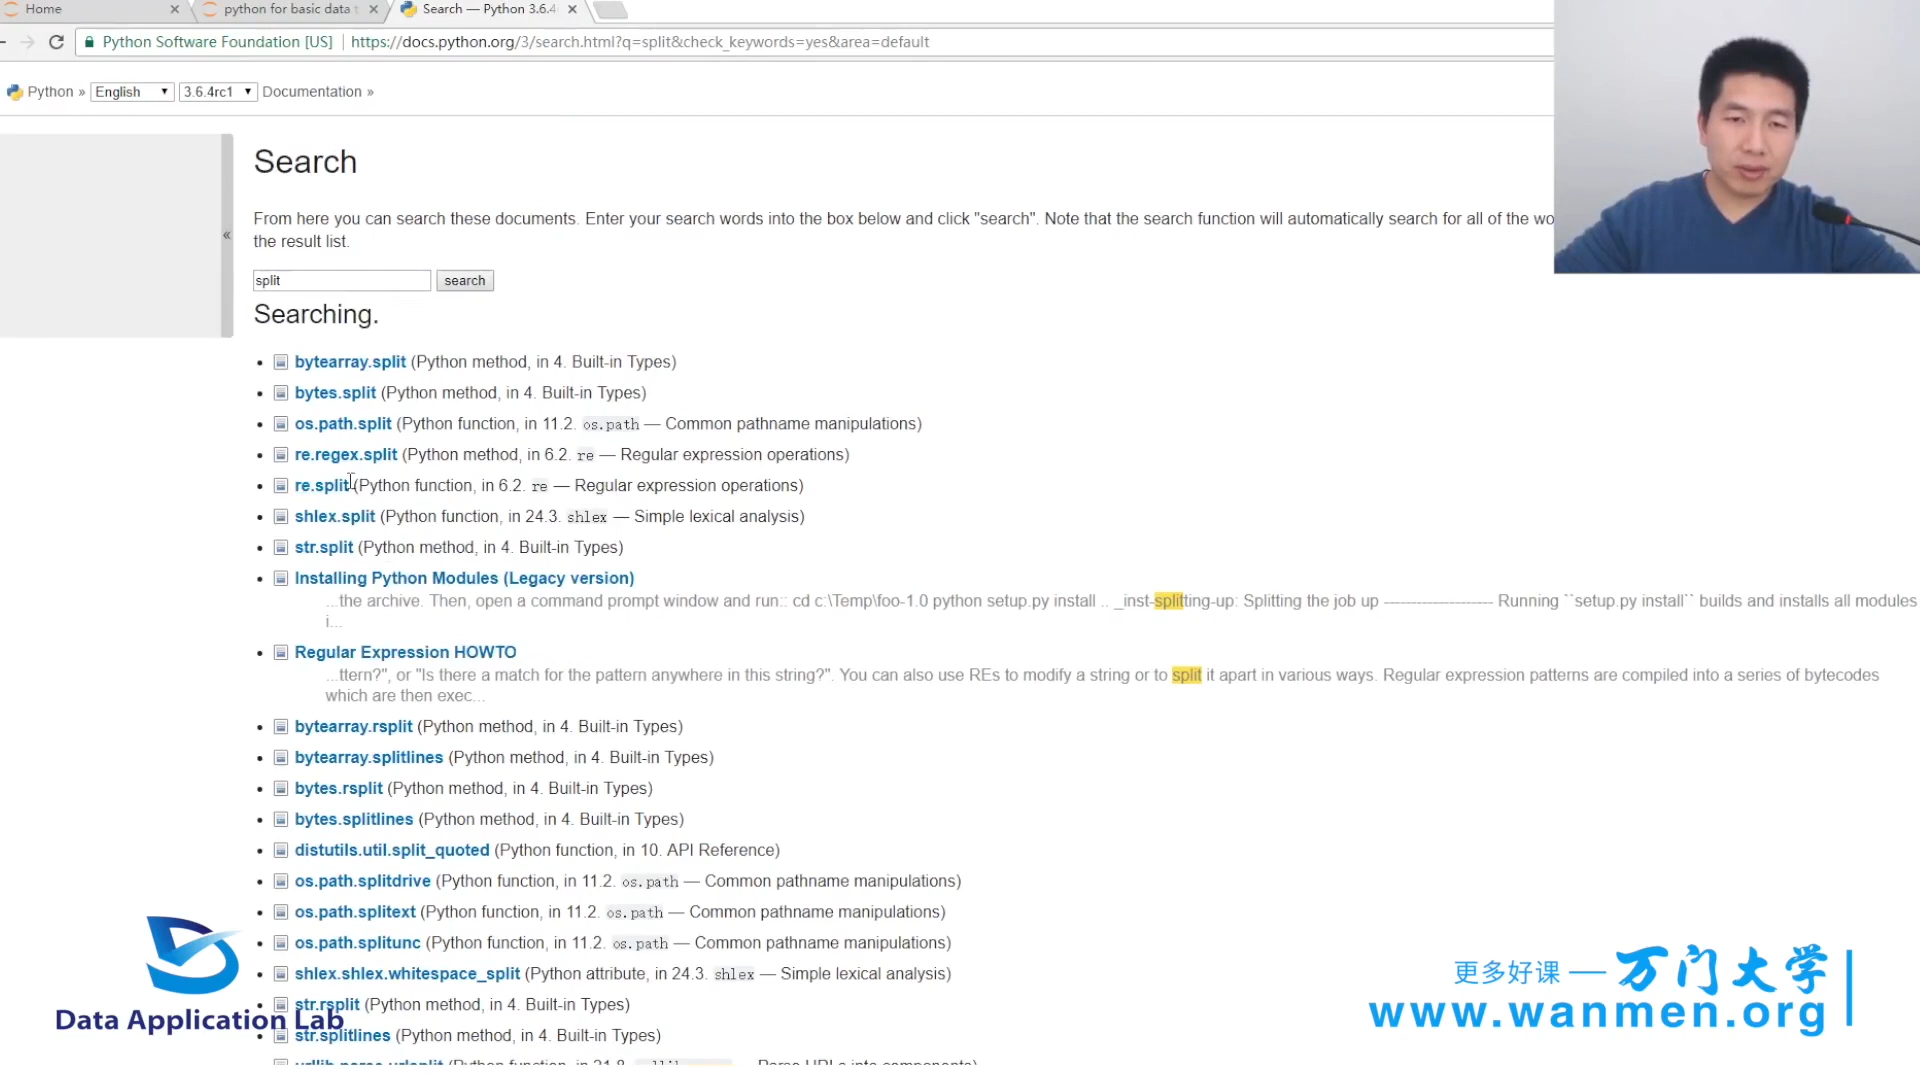 Home
python for basic data t
Search — Python 3.6.4
Python Software Foundation [US] | https://docs.python.org/3/search.html?q=split&check_keywords=yes&area=default
Python » English 3.6.4rc1 Documentation »
«
Search
From here you can search these documents. Enter your search words into the box below and click "search". Note that the search function will automatically search for all of the wo
the result list.
split search
Searching.
bytearray.split (Python method, in 4. Built-in Types)
bytes.split (Python method, in 4. Built-in Types)
os.path.split (Python function, in 11.2. os.path — Common pathname manipulations)
re.regex.split (Python method, in 6.2. re — Regular expression operations)
re.split (Python function, in 6.2. re — Regular expression operations)
shlex.split (Python function, in 24.3. shlex — Simple lexical analysis)
str.split (Python method, in 4. Built-in Types)
Installing Python Modules (Legacy version)
...the archive. Then, open a command prompt window and run:: cd c:\Temp\foo-1.0 python setup.py install .. _inst-splitting-up: Splitting the job up -------------------- Running ``setup.py install`` builds and installs all modules
i...
Regular Expression HOWTO
...ttern?", or "Is there a match for the pattern anywhere in this string?". You can also use REs to modify a string or to split it apart in various ways. Regular expression patterns are compiled into a series of bytecodes
which are then exec...
bytearray.rsplit (Python method, in 4. Built-in Types)
bytearray.splitlines (Python method, in 4. Built-in Types)
bytes.rsplit (Python method, in 4. Built-in Types)
bytes.splitlines (Python method, in 4. Built-in Types)
distutils.util.split_quoted (Python function, in 10. API Reference)
os.path.splitdrive (Python function, in 11.2. os.path — Common pathname manipulations)
os.path.splitext (Python function, in 11.2. os.path — Common pathname manipulations)
os.path.splitunc (Python function, in 11.2. os.path — Common pathname manipulations)
shlex.shlex.whitespace_split (Python attribute, in 24.3. shlex — Simple lexical analysis)
str.rsplit (Python method, in 4. Built-in Types)
str.splitlines (Python method, in 4. Built-in Types)
Data Application Lab
更多好课 — 万门大学
www.wanmen.org